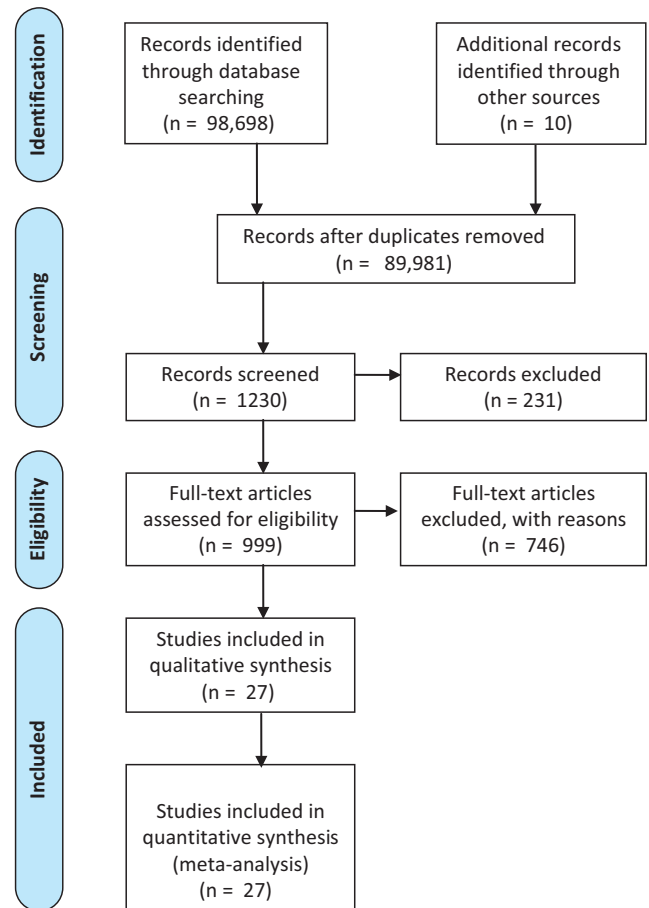 Identification
Records identified
through database
searching
(n = 98,698)
Additional records
identified through
other sources
(n = 10)
Screening
Records after duplicates removed
(n = 89,981)
Records screened
(n = 1230)
Records excluded
(n = 231)
Eligibility
Full-text articles
assessed for eligibility
(n = 999)
Full-text articles
excluded, with reasons
(n = 746)
Included
Studies included in
qualitative synthesis
(n = 27)
Studies included in
quantitative synthesis
(meta-analysis)
(n = 27)